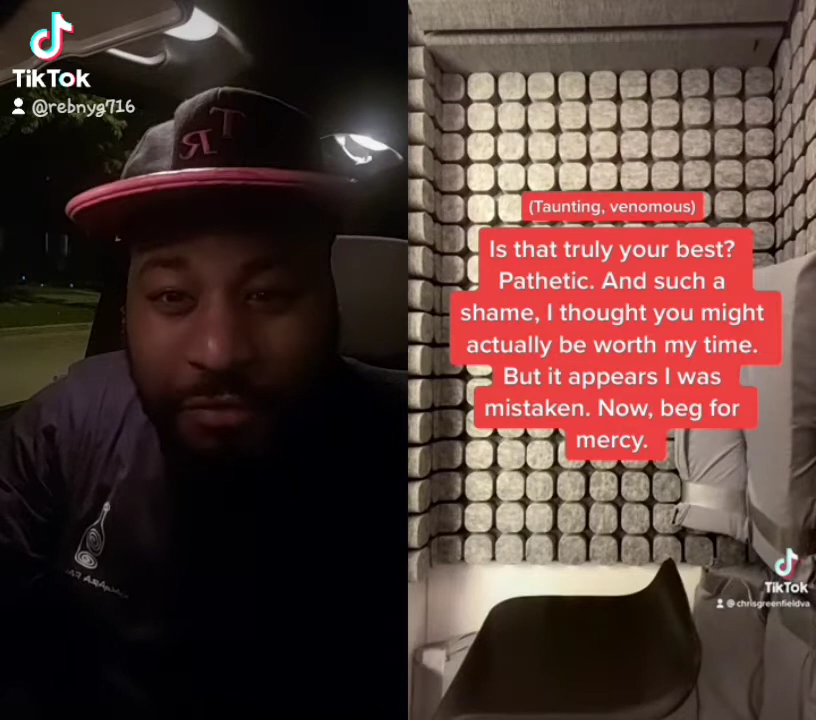 TikTok
@rebnyg716
TR
(Taunting, venomous)
Is that truly your best?
Pathetic. And such a
shame, I thought you might
actually be worth my time.
But it appears I was
mistaken. Now, beg for
mercy.
TikTok
@chrisgreenfieldva